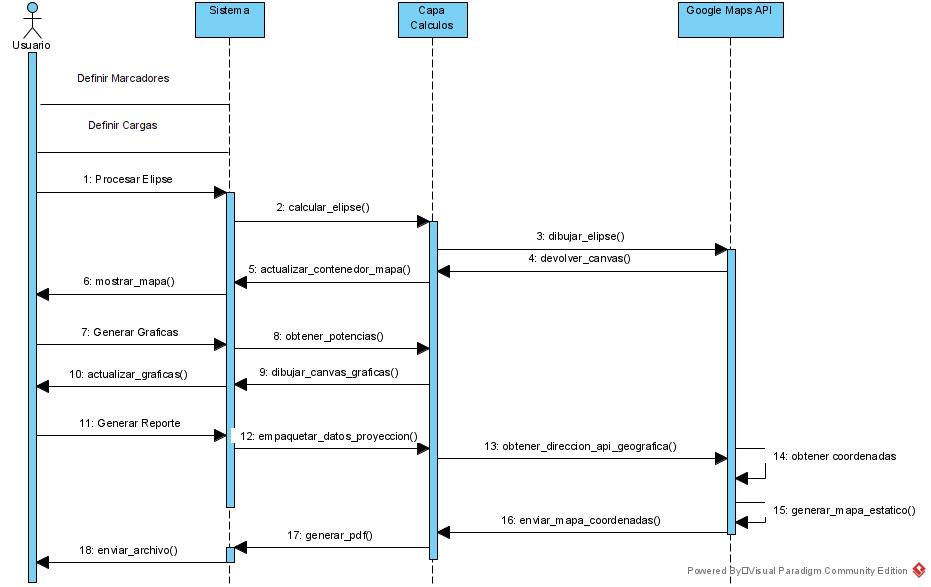 Usuario
Sistema
Capa
Calculos
Google Maps API
Definir Marcadores
Definir Cargas
1: Procesar Elipse
2: calcular_elipse()
3: dibujar_elipse()
4: devolver_canvas()
5: actualizar_contenedor_mapa()
6: mostrar_mapa()
7: Generar Graficas
8: obtener_potencias()
9: dibujar_canvas_graficas()
10: actualizar_graficas()
11: Generar Reporte
12: empaquetar_datos_proyeccion()
13: obtener_direccion_api_geografica()
14: obtener coordenadas
15: generar_mapa_estatico()
16: enviar_mapa_coordenadas()
17: generar_pdf()
18: enviar_archivo()
Powered By Visual Paradigm Community Edition